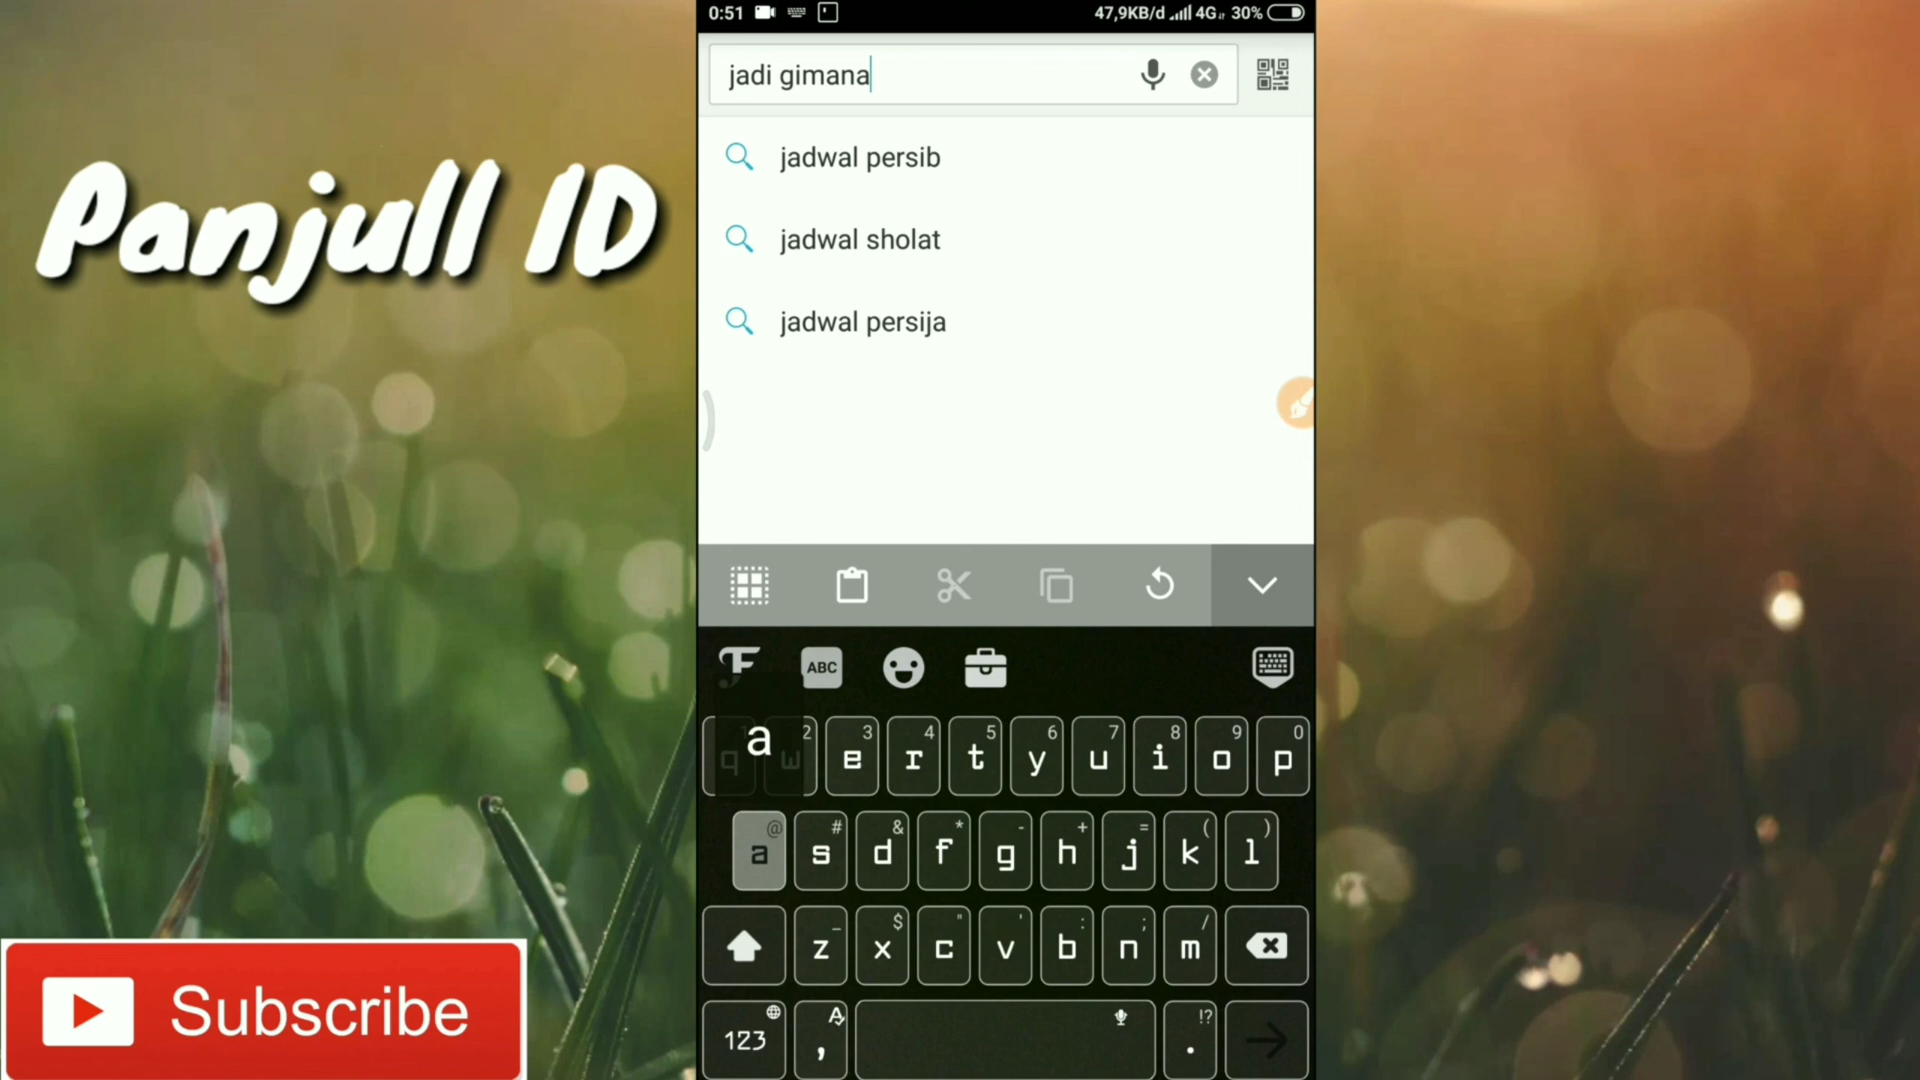 Panjull ID
0:51 47,9KB/d 4G 30%
jadi gimana
jadwal persib
jadwal sholat
jadwal persija
F ABC
a
q w 2 e 3 r 4 t 5 y 6 u 7 i 8 o 9 p 0
a @ s # d & f * g - h + j = k ( l )
z _ x $ c " v ' b : n ; m /
123 , A . !?
Subscribe